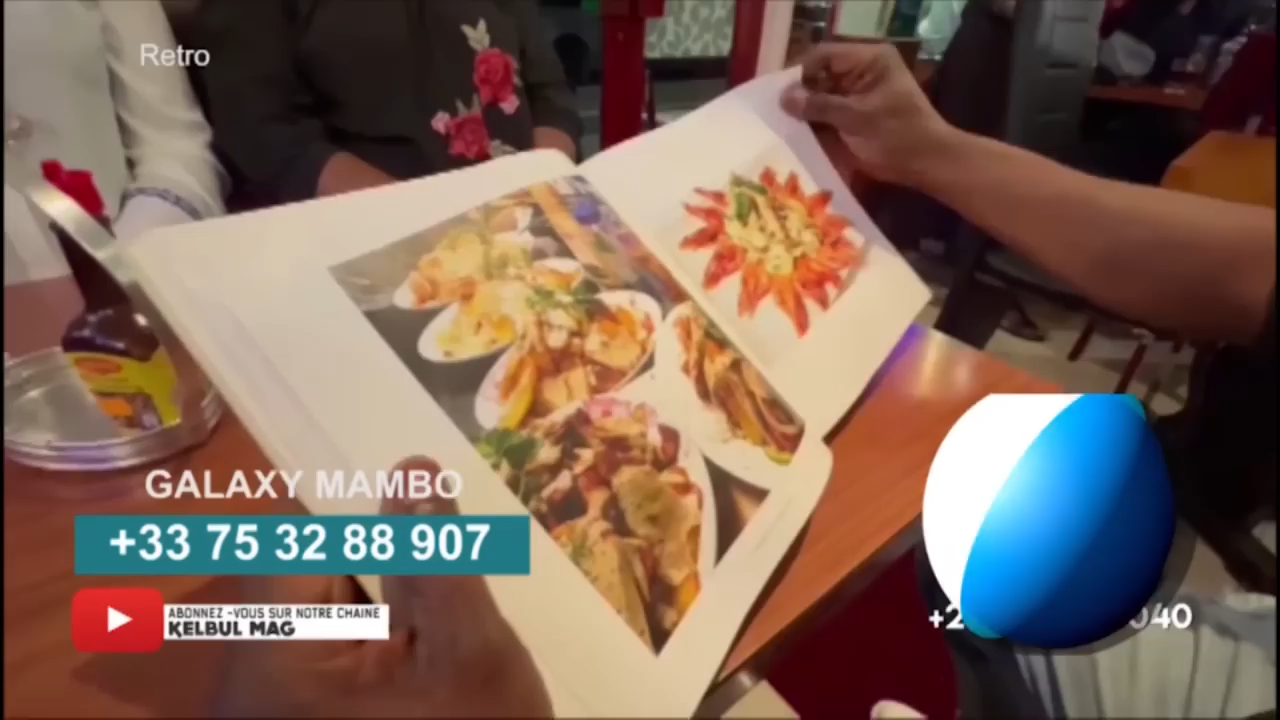 Retro
GALAXY MAMBO
+33 75 32 88 907
ABONNEZ -VOUS SUR NOTRE CHAINE
KELBUL MAG